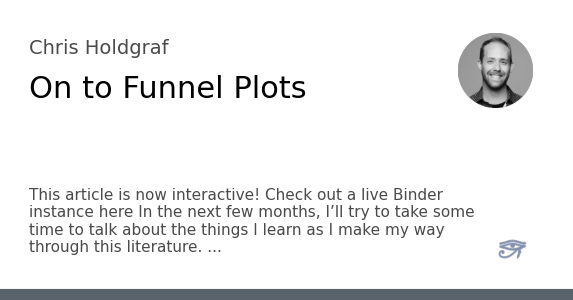 Chris Holdgraf
On to Funnel Plots
This article is now interactive! Check out a live Binder
instance here In the next few months, I’ll try to take some
time to talk about the things I learn as I make my way
through this literature. ...